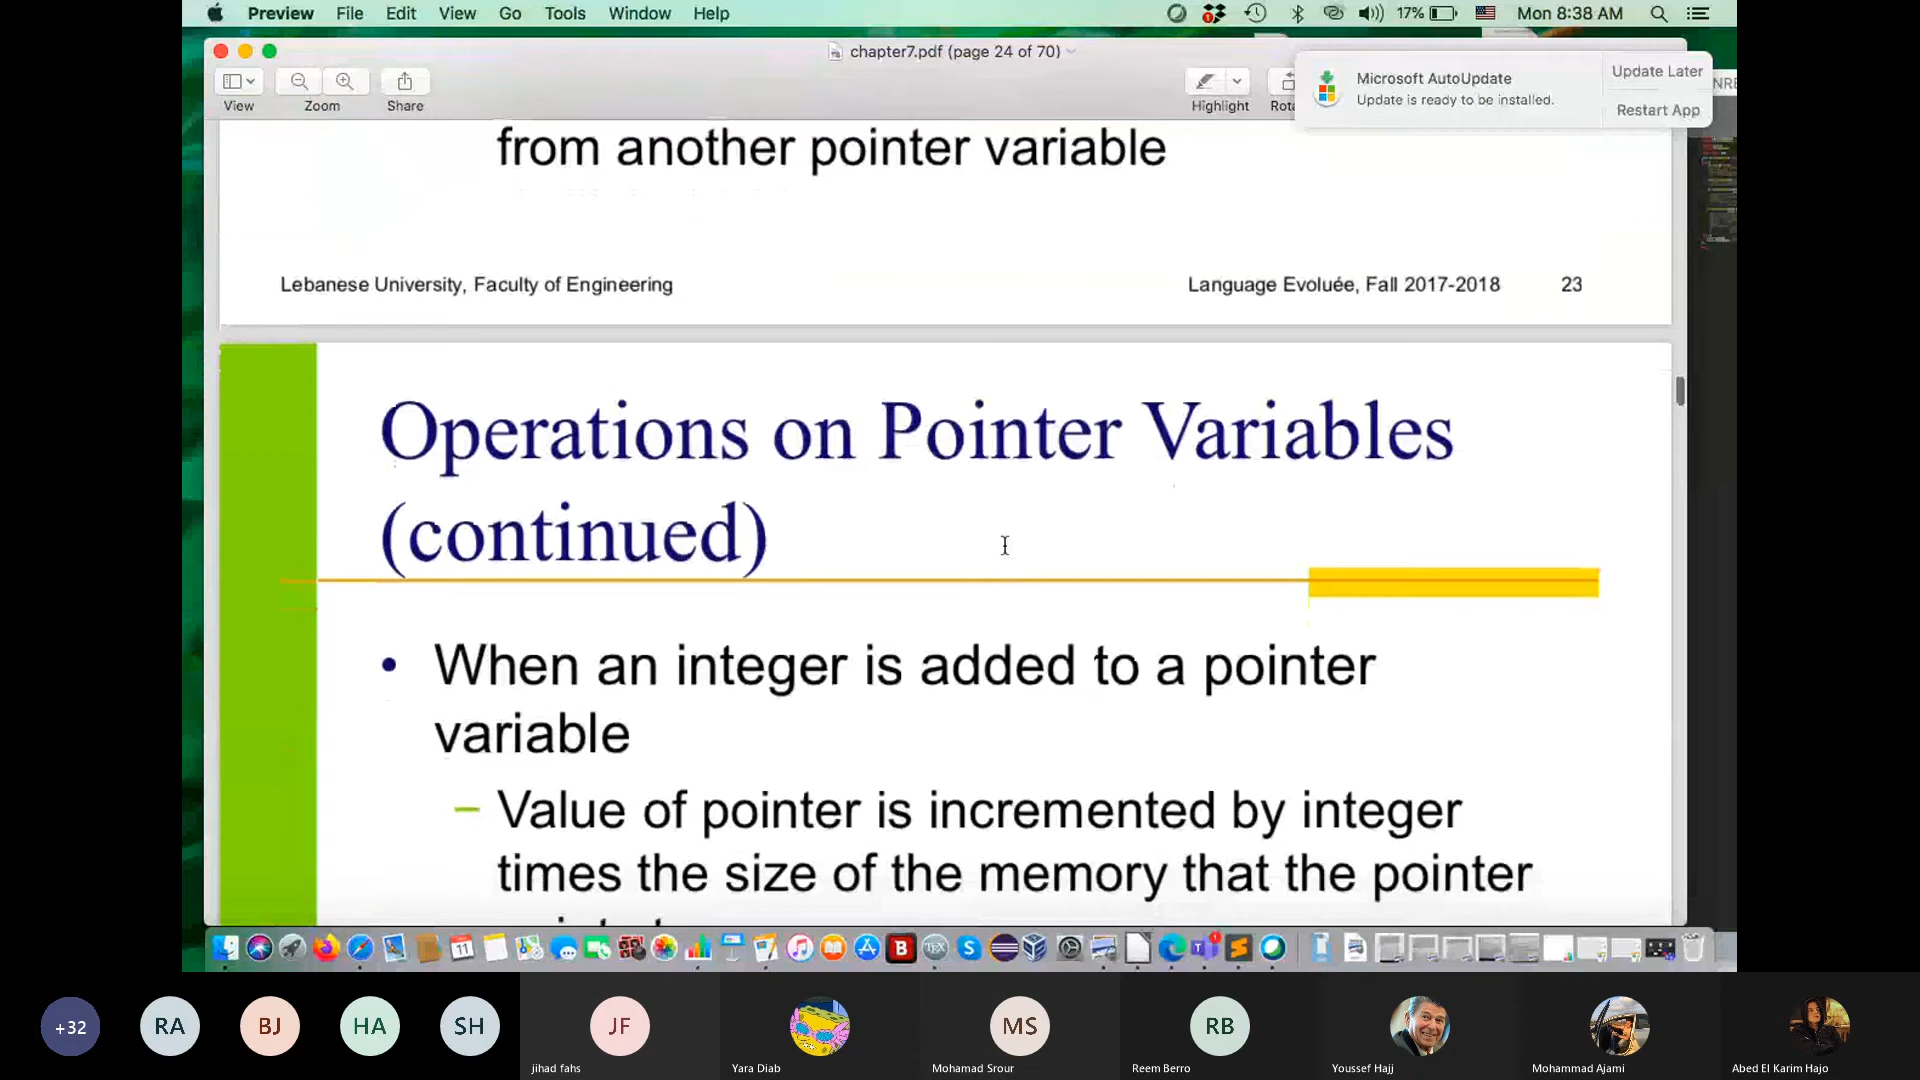 Preview File Edit View Go Tools Window Help
17% Mon 8:38 AM
chapter7.pdf (page 24 of 70)
View Zoom Share Highlight
Microsoft AutoUpdate
Update is ready to be installed.
Update Later
Restart App
from another pointer variable
Lebanese University, Faculty of Engineering Language Evoluée, Fall 2017-2018 23
Operations on Pointer Variables
(continued)
• When an integer is added to a pointer
variable
– Value of pointer is incremented by integer
times the size of the memory that the pointer
+32 RA BJ HA SH JF MS RB
jihad fahs Yara Diab Mohamad Srour Reem Berro Youssef Hajj Mohammad Ajami Abed El Karim Hajo